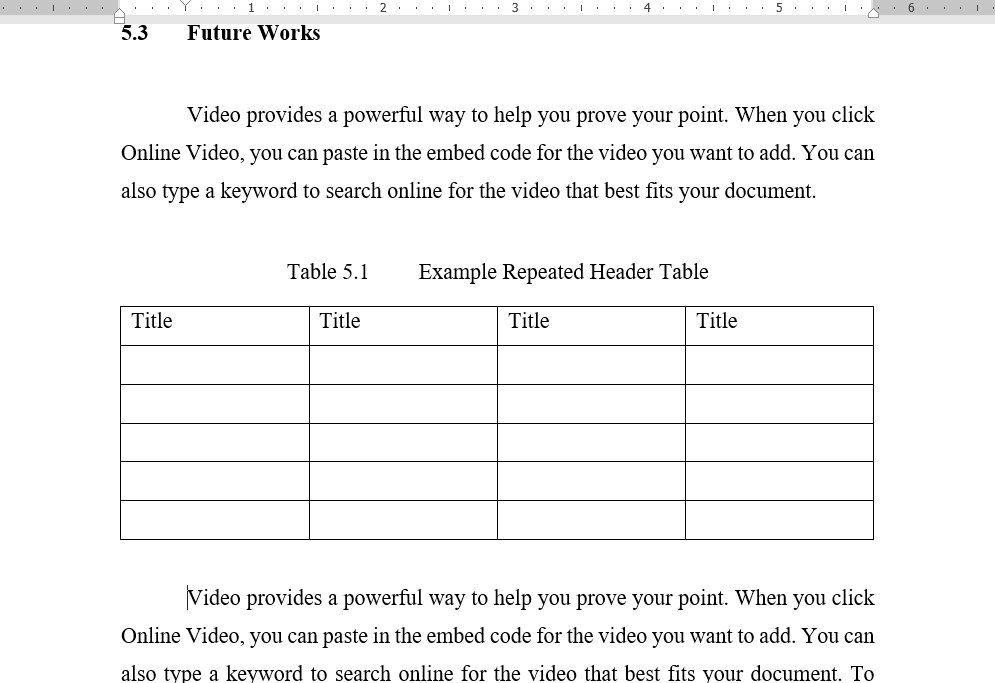 1 2 3 4 5 6
5.3 Future Works
Video provides a powerful way to help you prove your point. When you click
Online Video, you can paste in the embed code for the video you want to add. You can
also type a keyword to search online for the video that best fits your document.
Table 5.1 Example Repeated Header Table
Title Title Title Title
Video provides a powerful way to help you prove your point. When you click
Online Video, you can paste in the embed code for the video you want to add. You can
also type a keyword to search online for the video that best fits your document. To